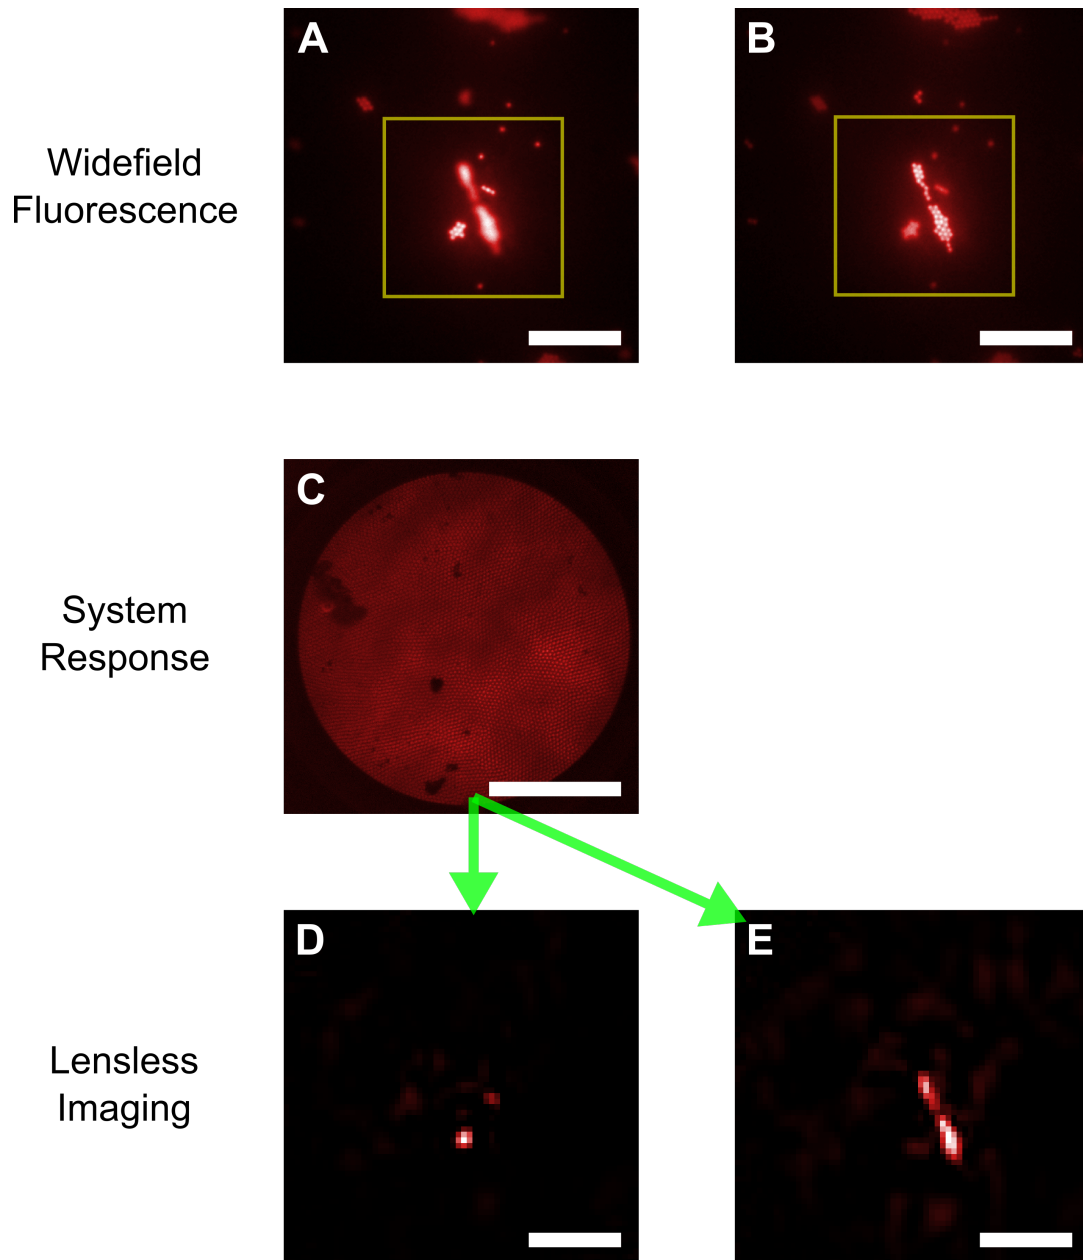 A
B
Widefield
Fluorescence
C
System
Response
D
E
Lensless
Imaging